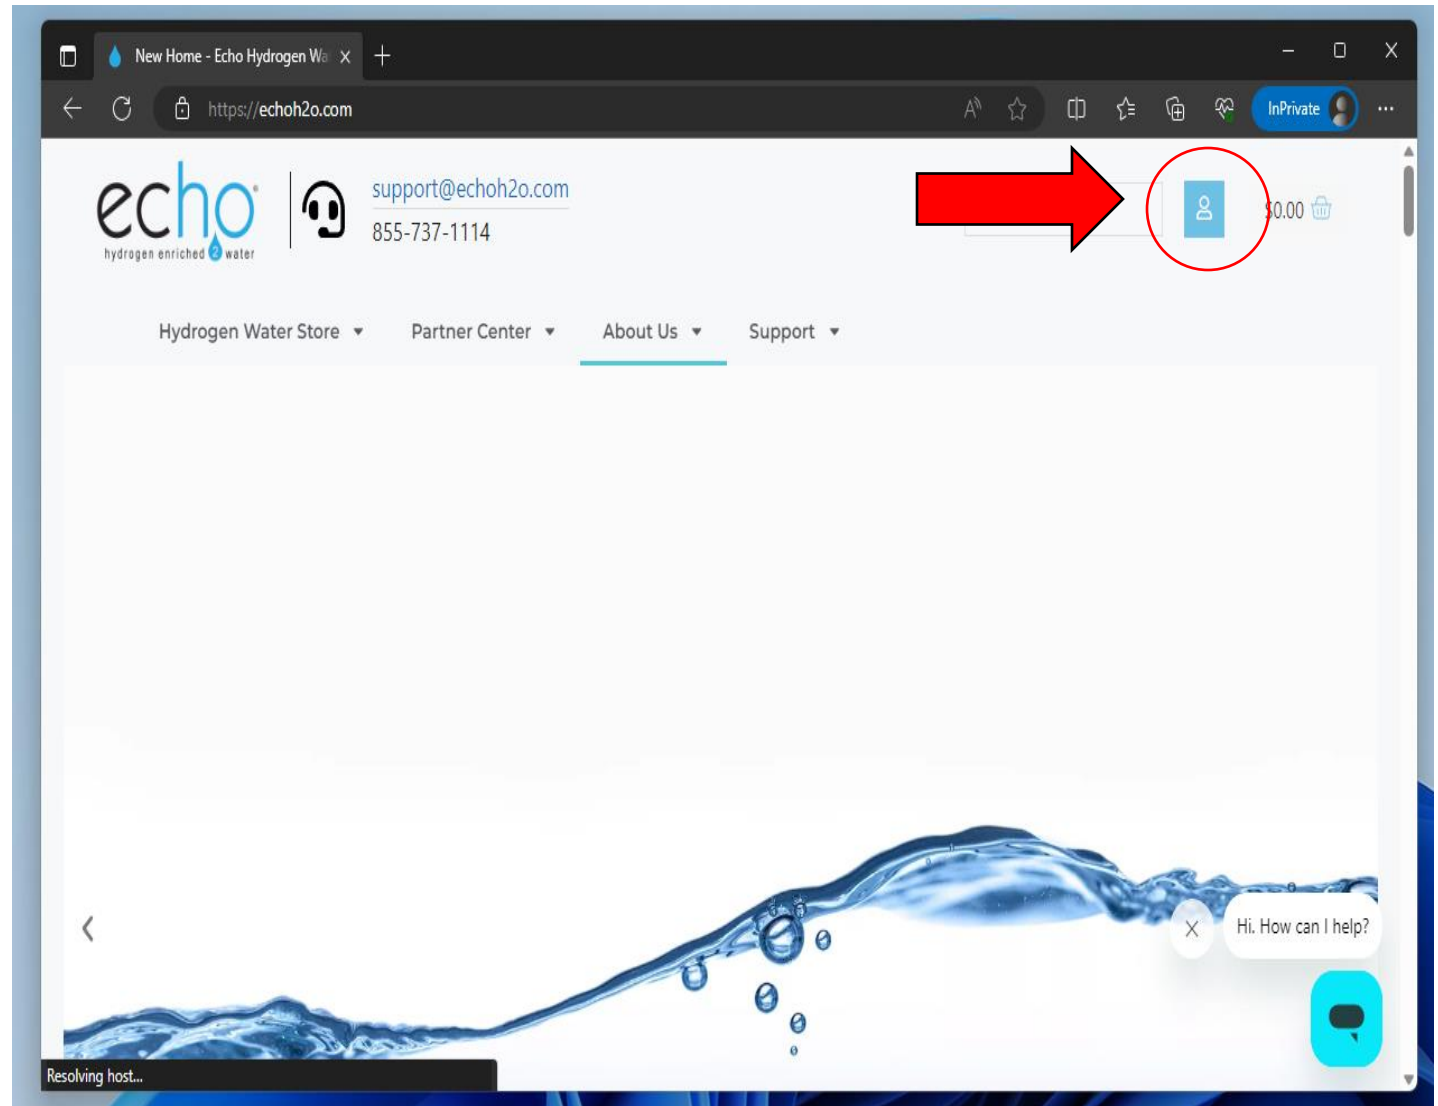 New Home - Echo Hydrogen Wa
https://echoh2o.com
InPrivate
echo
hydrogen enriched 2 water
support@echoh2o.com
855-737-1114
$0.00
Hydrogen Water Store
Partner Center
About Us
Support
Hi. How can I help?
Resolving host...